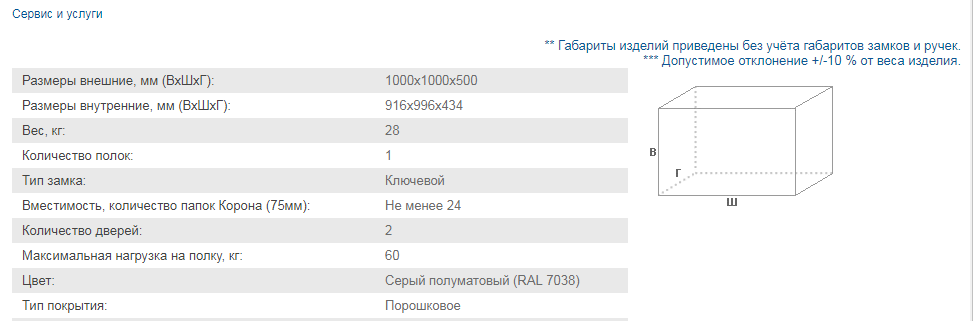 Сервис и услуги
** Габариты изделий приведены без учёта габаритов замков и ручек.
*** Допустимое отклонение +/-10 % от веса изделия.
Размеры внешние, мм (ВхШхГ): 1000x1000x500
Размеры внутренние, мм (ВхШхГ): 916x996x434
Вес, кг: 28
Количество полок: 1
Тип замка: Ключевой
Вместимость, количество папок Корона (75мм): Не менее 24
Количество дверей: 2
Максимальная нагрузка на полку, кг: 60
Цвет: Серый полуматовый (RAL 7038)
Тип покрытия: Порошковое
В
Г
Ш